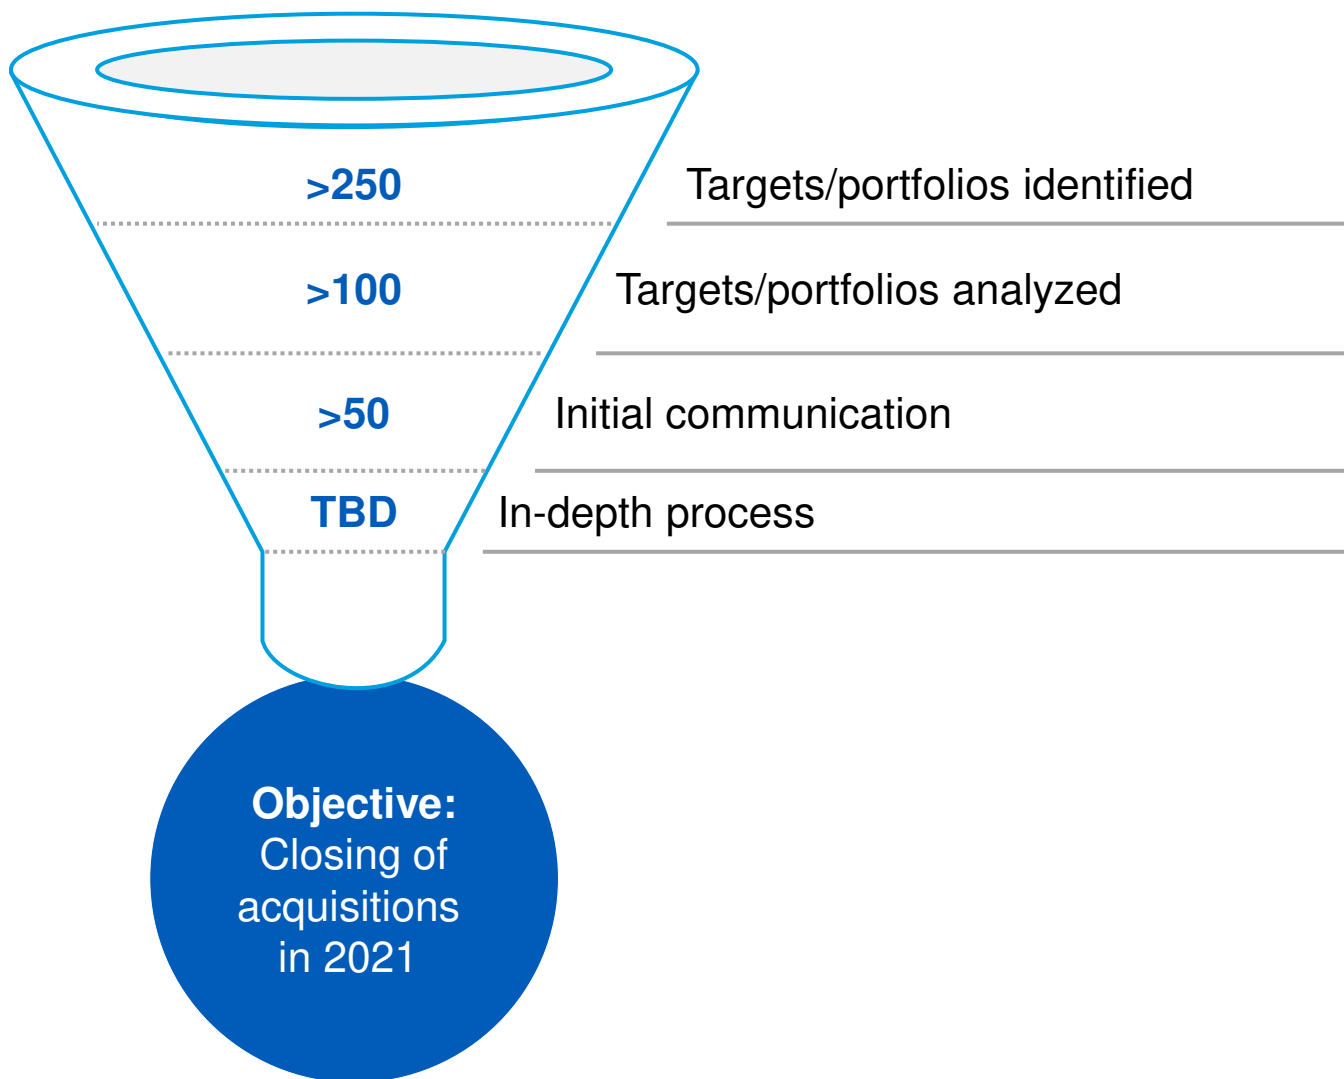 >250 Targets/portfolios identified
>100 Targets/portfolios analyzed
>50 Initial communication
TBD In-depth process
Objective:
Closing of
acquisitions
in 2021